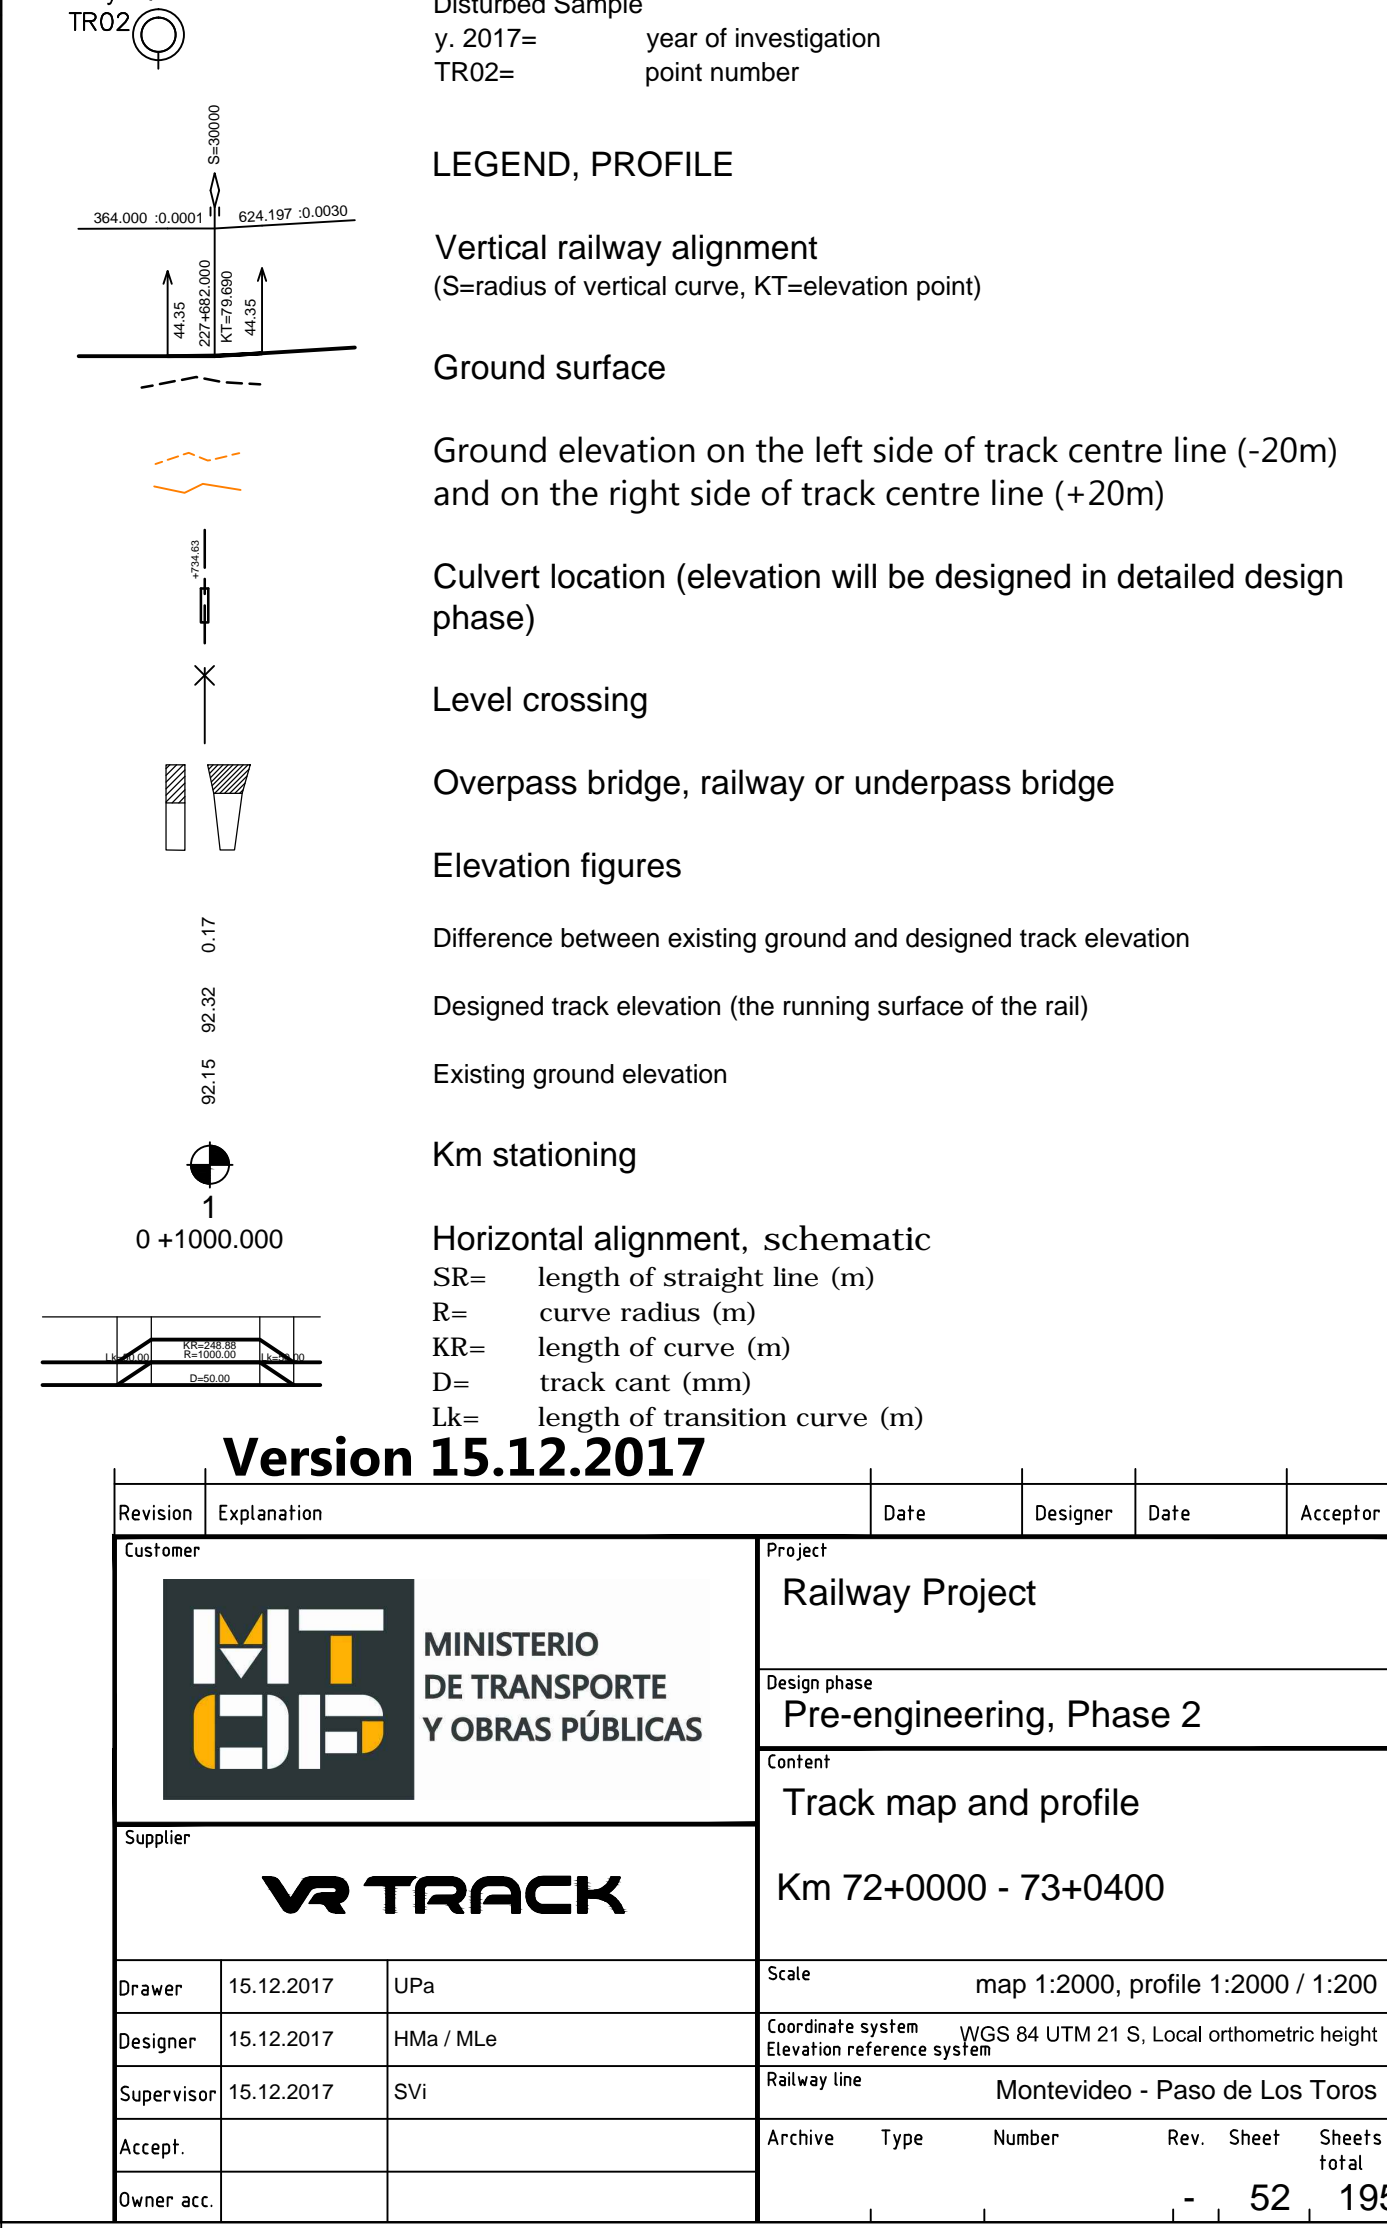 Disturbed Sample
TR02
y. 2017= year of investigation
TR02= point number
S=30000
LEGEND, PROFILE
364.000 :0.0001 624.197 :0.0030
Vertical railway alignment
(S=radius of vertical curve, KT=elevation point)
44.35
227+682.000
KT=79.690
44.35
Ground surface
Ground elevation on the left side of track centre line (-20m)
and on the right side of track centre line (+20m)
+734.63
Culvert location (elevation will be designed in detailed design
phase)
Level crossing
Overpass bridge, railway or underpass bridge
Elevation figures
0.17
Difference between existing ground and designed track elevation
92.32
Designed track elevation (the running surface of the rail)
92.15
Existing ground elevation
Km stationing
1
0 +1000.000
Horizontal alignment, schematic
SR= length of straight line (m)
R= curve radius (m)
KR= length of curve (m)
D= track cant (mm)
Lk= length of transition curve (m)
KR=248.88
R=1000.00
Lk=50.00 Lk=50.00
D=50.00
Version 15.12.2017
Revision Explanation Date Designer Date Acceptor
Customer
MTOP
MINISTERIO
DE TRANSPORTE
Y OBRAS PÚBLICAS
Project
Railway Project
Design phase
Pre-engineering, Phase 2
Content
Track map and profile
Km 72+0000 - 73+0400
Supplier
VR TRACK
Drawer 15.12.2017 UPa
Designer 15.12.2017 HMa / MLe
Supervisor 15.12.2017 SVi
Accept.
Owner acc.
Scale map 1:2000, profile 1:2000 / 1:200
Coordinate system
Elevation reference system
WGS 84 UTM 21 S, Local orthometric height
Railway line Montevideo - Paso de Los Toros
Archive Type Number Rev. Sheet Sheets
total
- 52 195